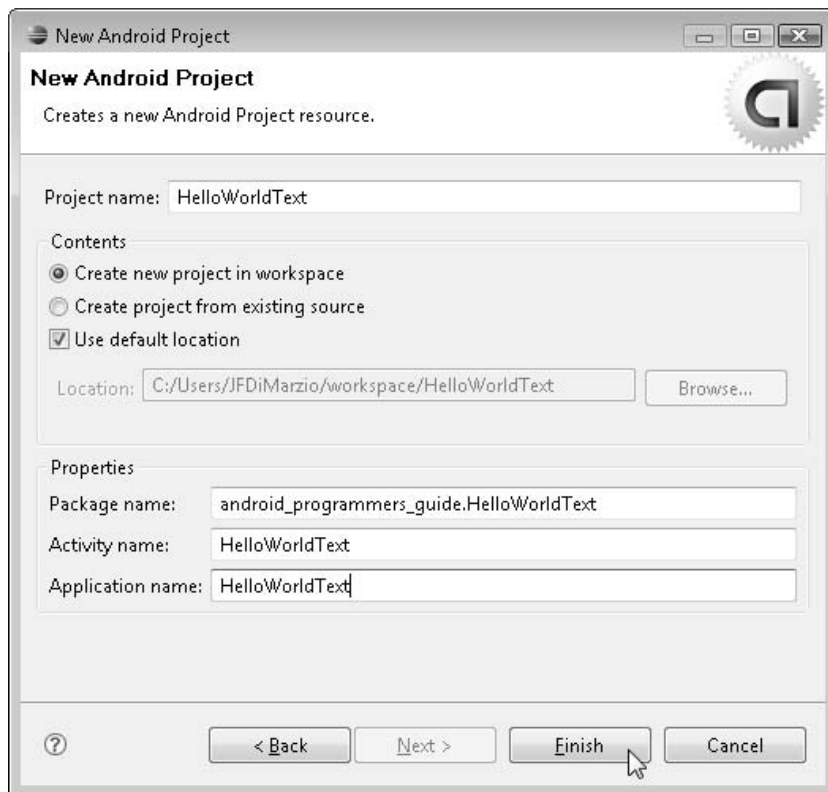 New Android Project
New Android Project
Creates a new Android Project resource.
Project name: HelloWorldText
Contents
Create new project in workspace
Create project from existing source
Use default location
Location: C:/Users/JFDiMarzio/workspace/HelloWorldText Browse...
Properties
Package name: android_programmers_guide.HelloWorldText
Activity name: HelloWorldText
Application name: HelloWorldText
? < Back Next > Finish Cancel